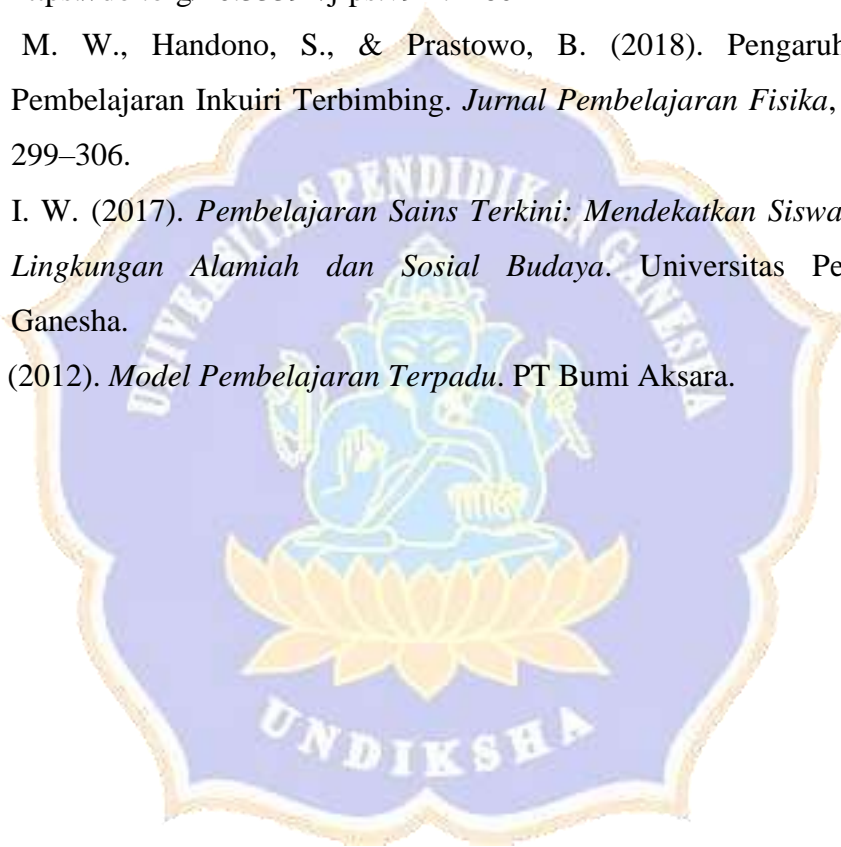 M. W., Handono, S., & Prastowo, B. (2018). Pengaruh
Pembelajaran Inkuiri Terbimbing. Jurnal Pembelajaran Fisika,
299–306.
I. W. (2017). Pembelajaran Sains Terkini: Mendekatkan Siswa
Lingkungan Alamiah dan Sosial Budaya. Universitas Pe
Ganesha.
(2012). Model Pembelajaran Terpadu. PT Bumi Aksara.
UNIVERSITAS PENDIDIKAN GANESHA
UNDIKSHA